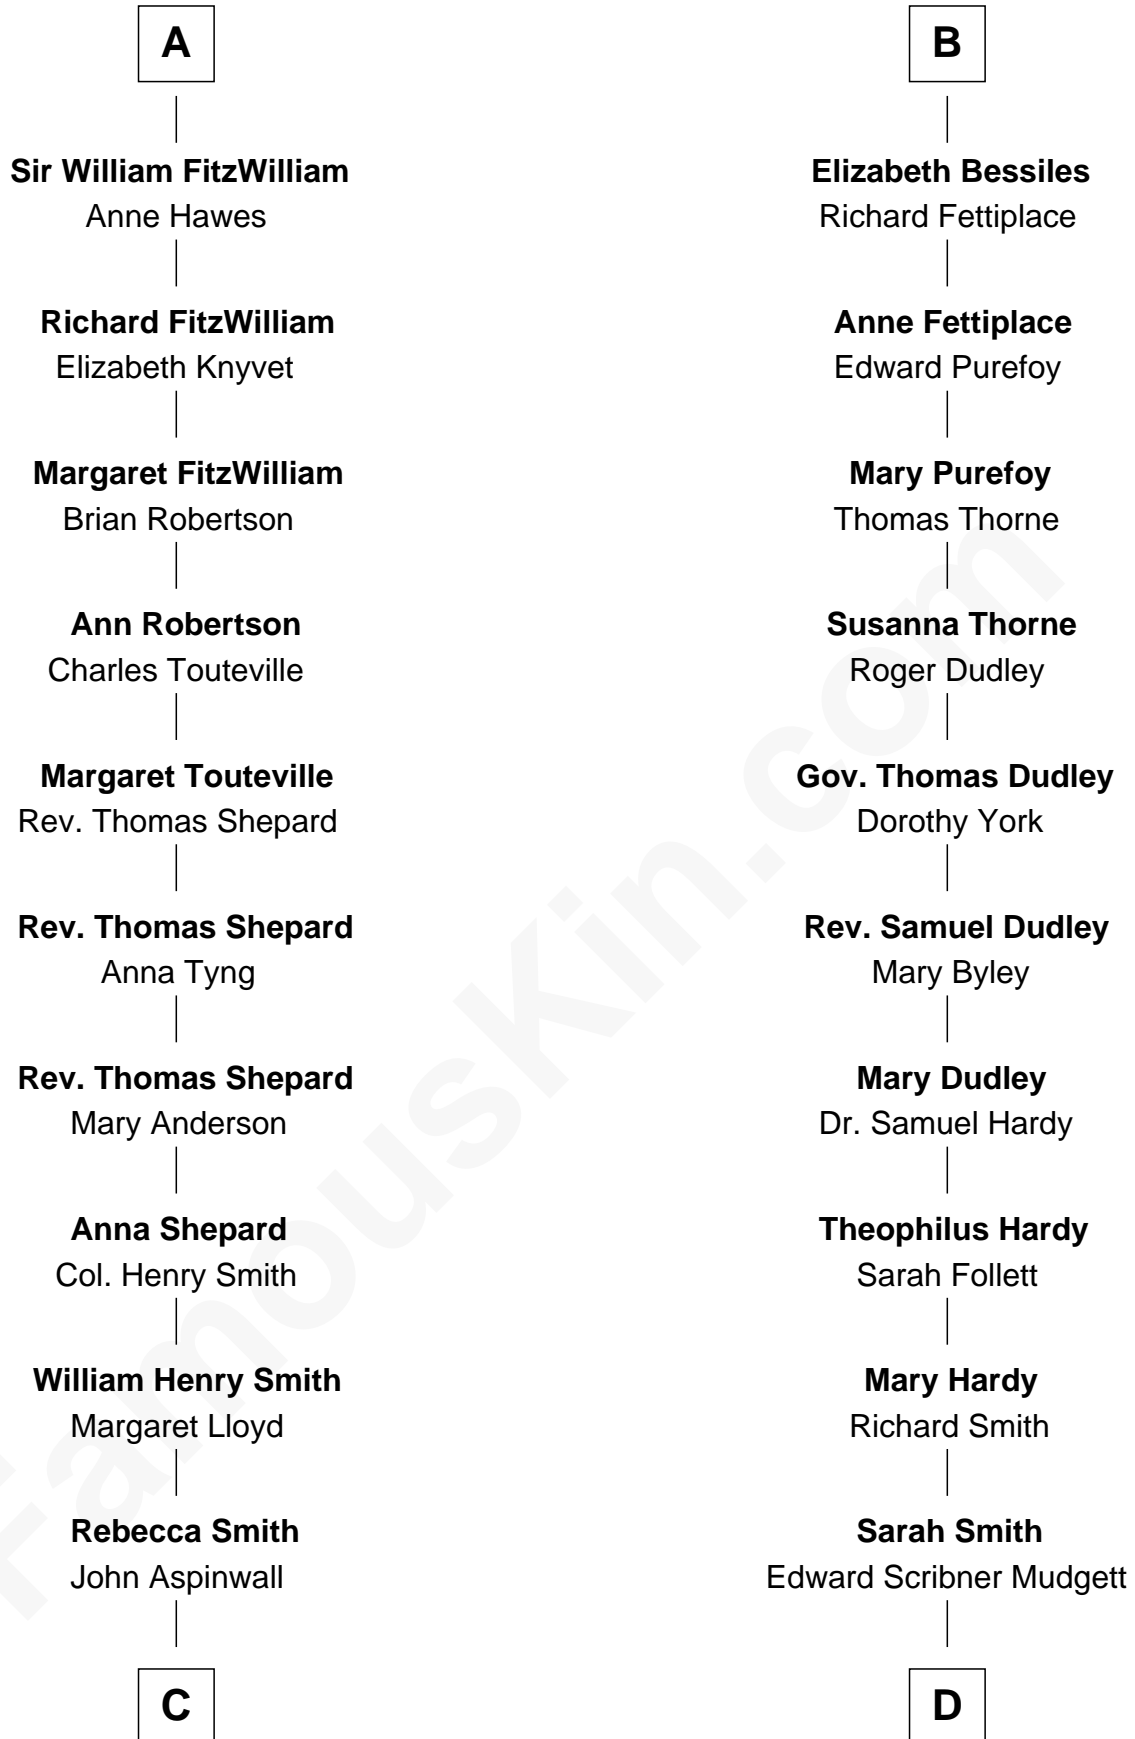 A
Sir William FitzWilliam
Anne Hawes
Richard FitzWilliam
Elizabeth Knyvet
Margaret FitzWilliam
Brian Robertson
Ann Robertson
Charles Touteville
Margaret Touteville
Rev. Thomas Shepard
Rev. Thomas Shepard
Anna Tyng
Rev. Thomas Shepard
Mary Anderson
Anna Shepard
Col. Henry Smith
William Henry Smith
Margaret Lloyd
Rebecca Smith
John Aspinwall
C
B
Elizabeth Bessiles
Richard Fettiplace
Anne Fettiplace
Edward Purefoy
Mary Purefoy
Thomas Thorne
Susanna Thorne
Roger Dudley
Gov. Thomas Dudley
Dorothy York
Rev. Samuel Dudley
Mary Byley
Mary Dudley
Dr. Samuel Hardy
Theophilus Hardy
Sarah Follett
Mary Hardy
Richard Smith
Sarah Smith
Edward Scribner Mudgett
D
FamousKin.com